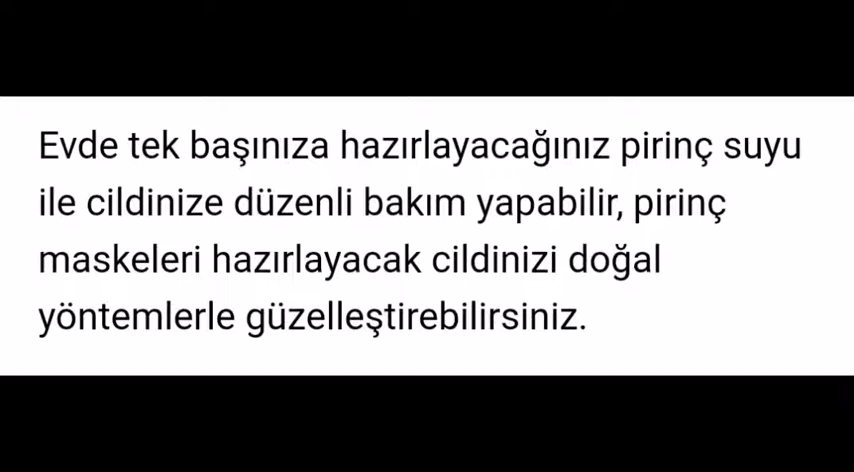 Evde tek başınıza hazırlayacağınız pirinç suyu
ile cildinize düzenli bakım yapabilir, pirinç
maskeleri hazırlayacak cildinizi doğal
yöntemlerle güzelleştirebilirsiniz.